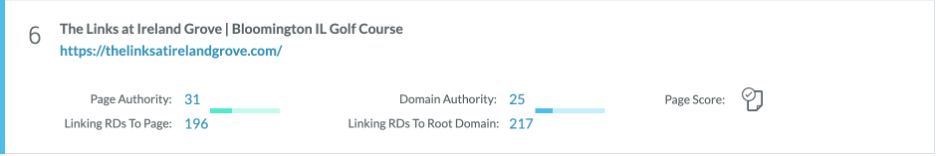 6
The Links at Ireland Grove | Bloomington IL Golf Course
https://thelinksatirelandgrove.com/
Page Authority: 31 Domain Authority: 25 Page Score:
Linking RDs To Page: 196 Linking RDs To Root Domain: 217